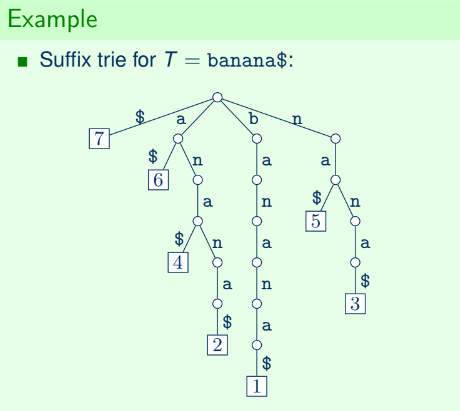 Example
Suffix trie for T = banana$:
$ a b n
7
$ n a a
6
a n $ n
5
$ n a a
4
a n $
3
$ a
2
$
1